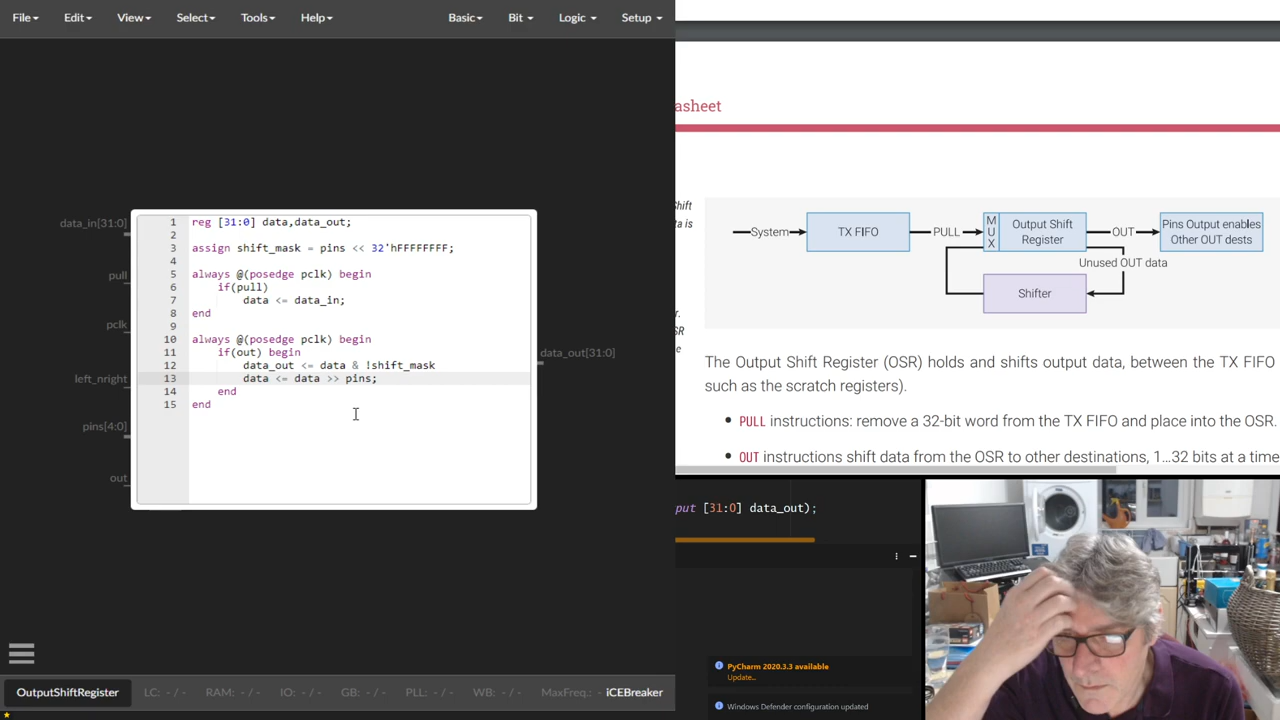 File Edit View Select Tools Help Basic Bit Logic Setup
data_in[31:0]
pull
pclk
left_nright
pins[4:0]
out
1 reg [31:0] data,data_out;
2
3 assign shift_mask = pins << 32'hFFFFFFFF;
4
5 always @(posedge pclk) begin
6 if(pull)
7 data <= data_in;
8 end
9
10 always @(posedge pclk) begin
11 if(out) begin
12 data_out <= data & !shift_mask
13 data <= data >> pins;
14 end
15 end
data_out[31:0]
OutputShiftRegister LC: - / - RAM: - / - IO: - / - GB: - / - PLL: - / - WB: - / - MaxFreq.: - iCEBreaker
asheet
Shift
ta is
r.
SR
e
System TX FIFO PULL MUX Output Shift Register OUT Pins Output enables Other OUT dests
Unused OUT data
Shifter
The Output Shift Register (OSR) holds and shifts output data, between the TX FIFO
such as the scratch registers).
• PULL instructions: remove a 32-bit word from the TX FIFO and place into the OSR.
• OUT instructions shift data from the OSR to other destinations, 1…32 bits at a time
put [31:0] data_out);
PyCharm 2020.3.3 available
Update...
Windows Defender configuration updated